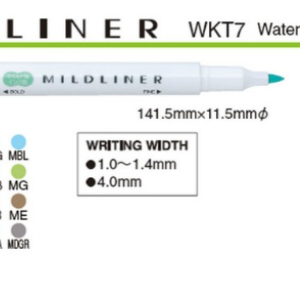 LINER WKT7 Water
MILDLINER
◀BOLD FINE▶
141.5mm×11.5mmφ
MBL
WRITING WIDTH
●1.0～1.4mm
●4.0mm
MG
ME
MDGR